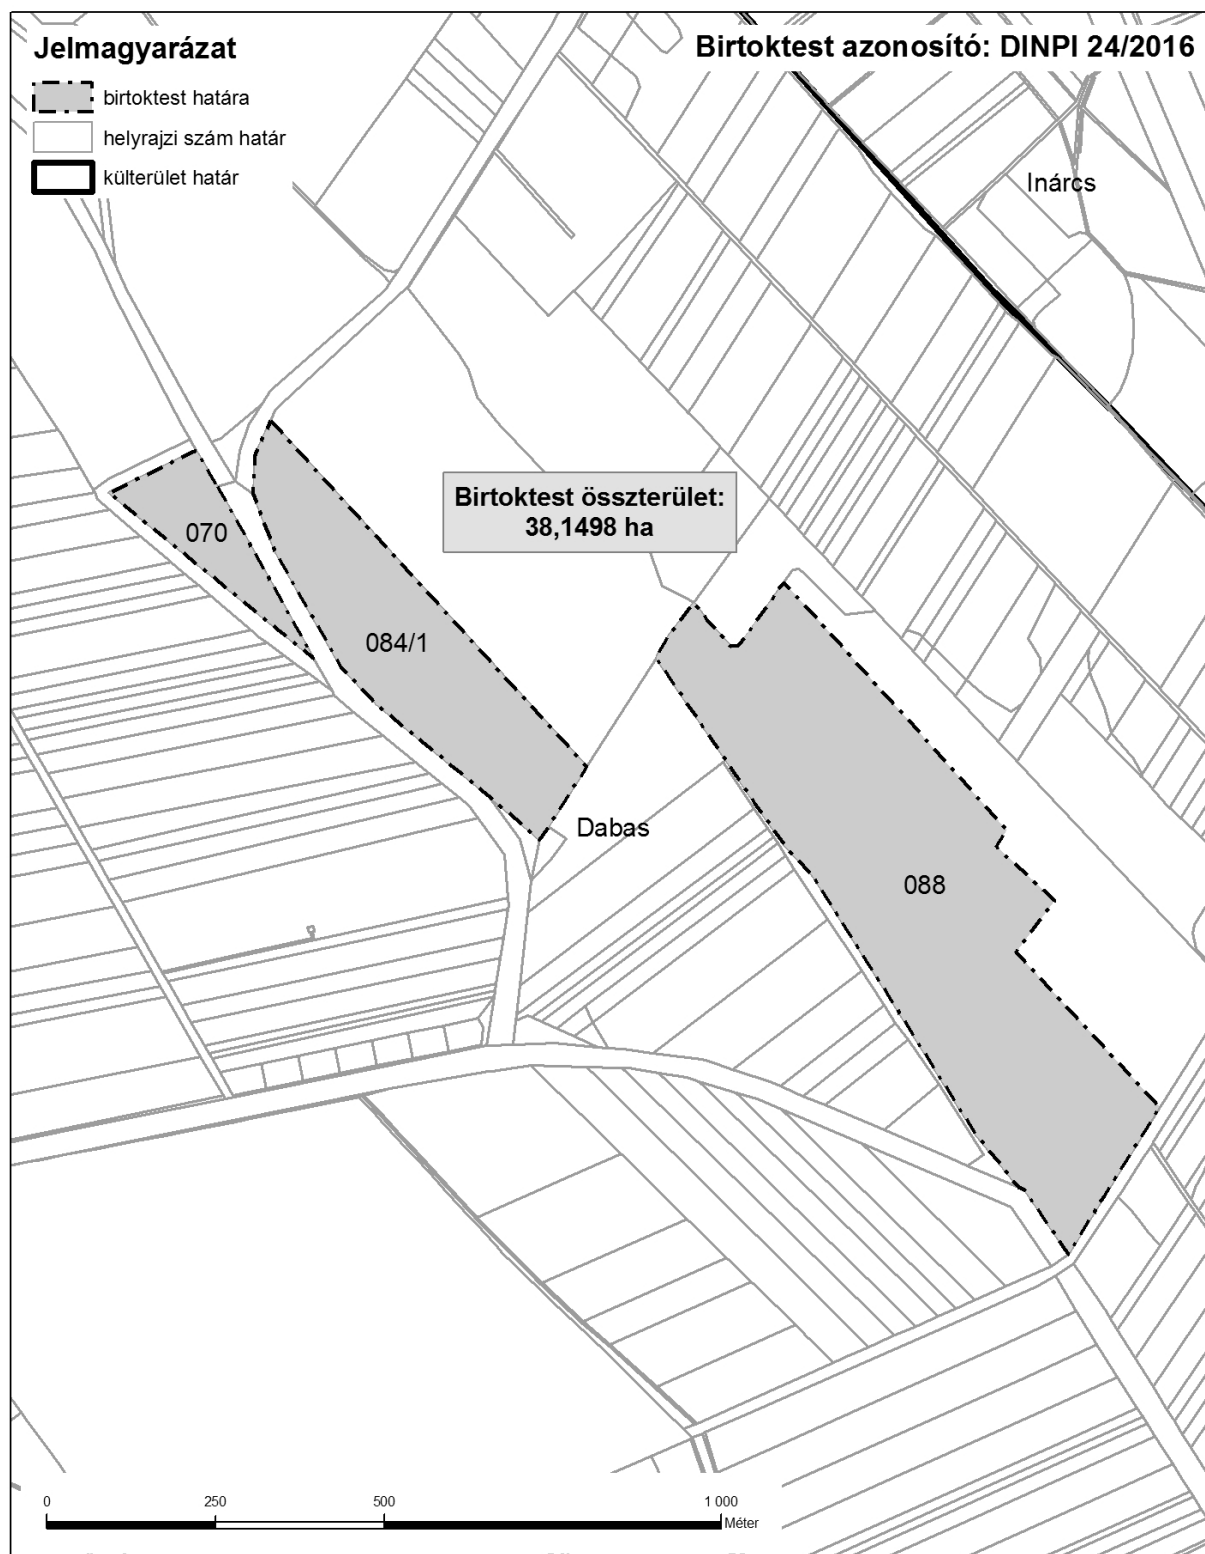 Jelmagyarázat
birtoktest határa
helyrajzi szám határ
külterület határ
Birtoktest azonosító: DINPI 24/2016
Inárcs
Birtoktest összterület:
38,1498 ha
070
084/1
Dabas
088
0 250 500 1 000
Méter